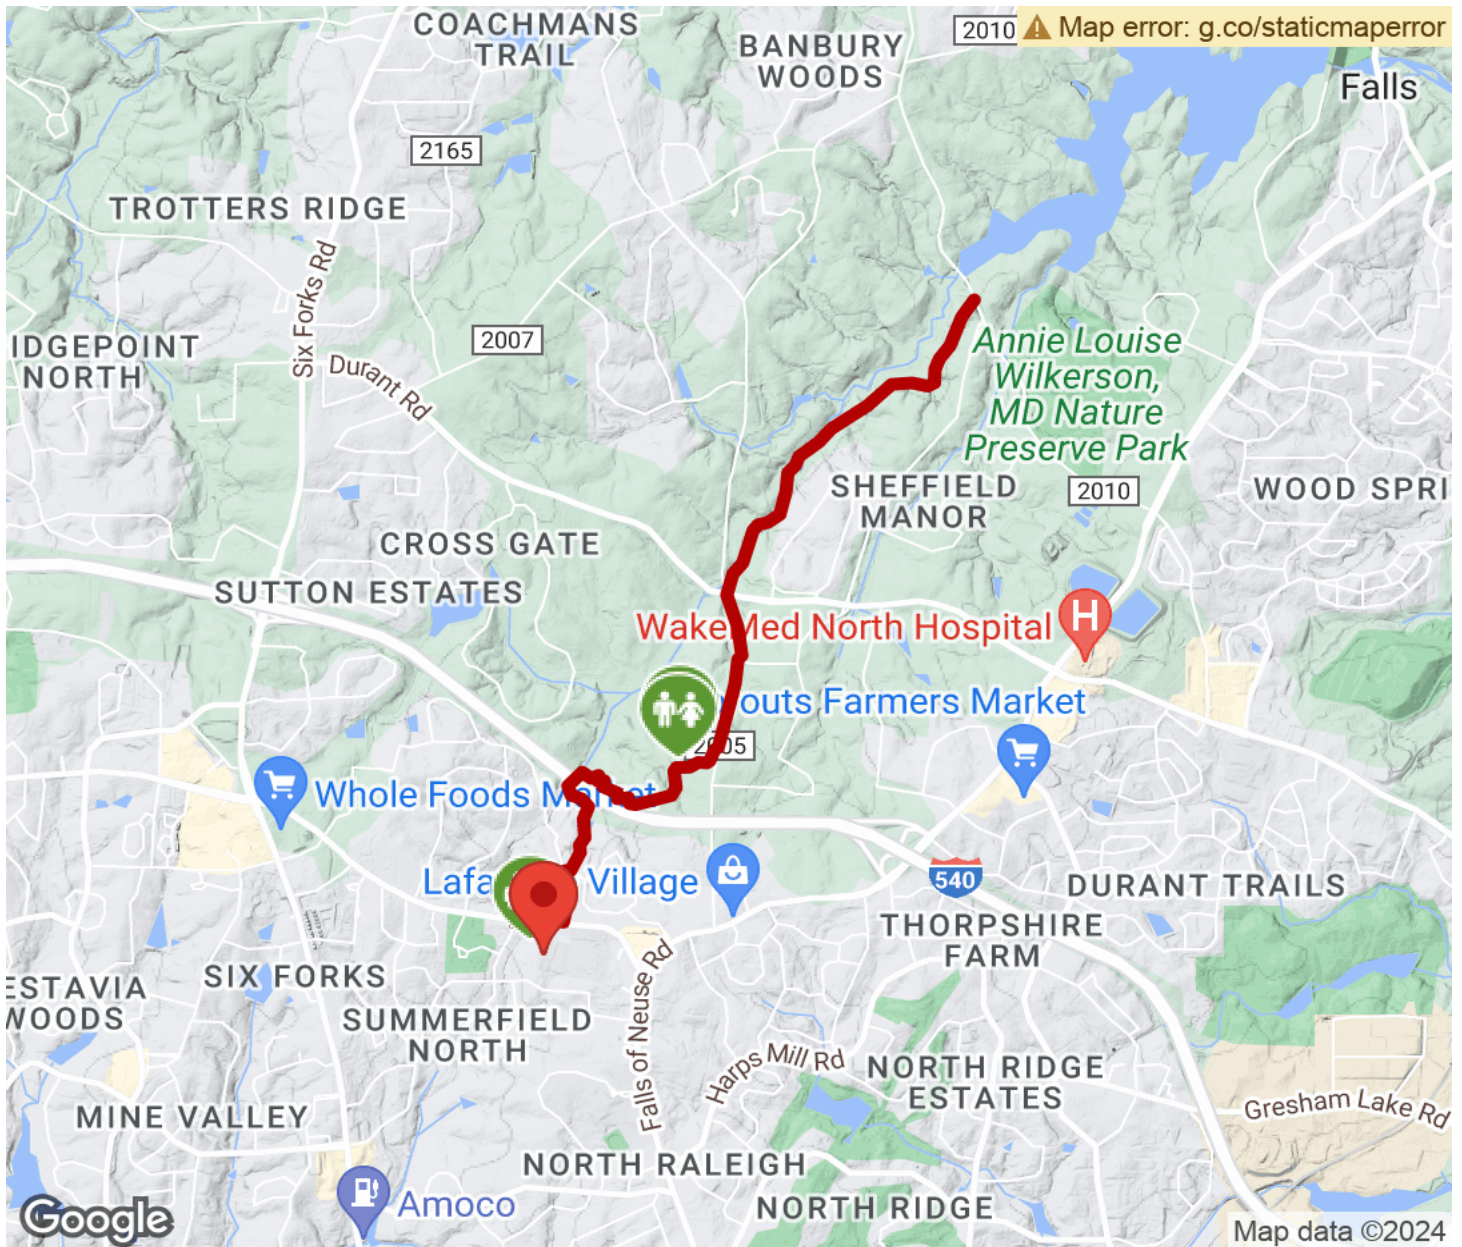 COACHMANS
TRAIL
BANBURY
WOODS
2010
Map error: g.co/staticmaperror
Falls
2165
TROTTERS RIDGE
Six Forks Rd
2007
IDGEPOINT
NORTH
Durant Rd
Annie Louise
Wilkerson,
MD Nature
Preserve Park
SHEFFIELD
MANOR
2010
WOOD SPRI
CROSS GATE
SUTTON ESTATES
WakeMed North Hospital
H
outs Farmers Market
Whole Foods Market
Lafa Village
540
DURANT TRAILS
THORPSHIRE
FARM
ESTAVIA
WOODS
SIX FORKS
SUMMERFIELD
NORTH
Falls of Neuse Rd
Harps Mill Rd
NORTH RIDGE
ESTATES
Gresham Lake Rd
MINE VALLEY
NORTH RALEIGH
NORTH RIDGE
Amoco
Google
Map data ©2024